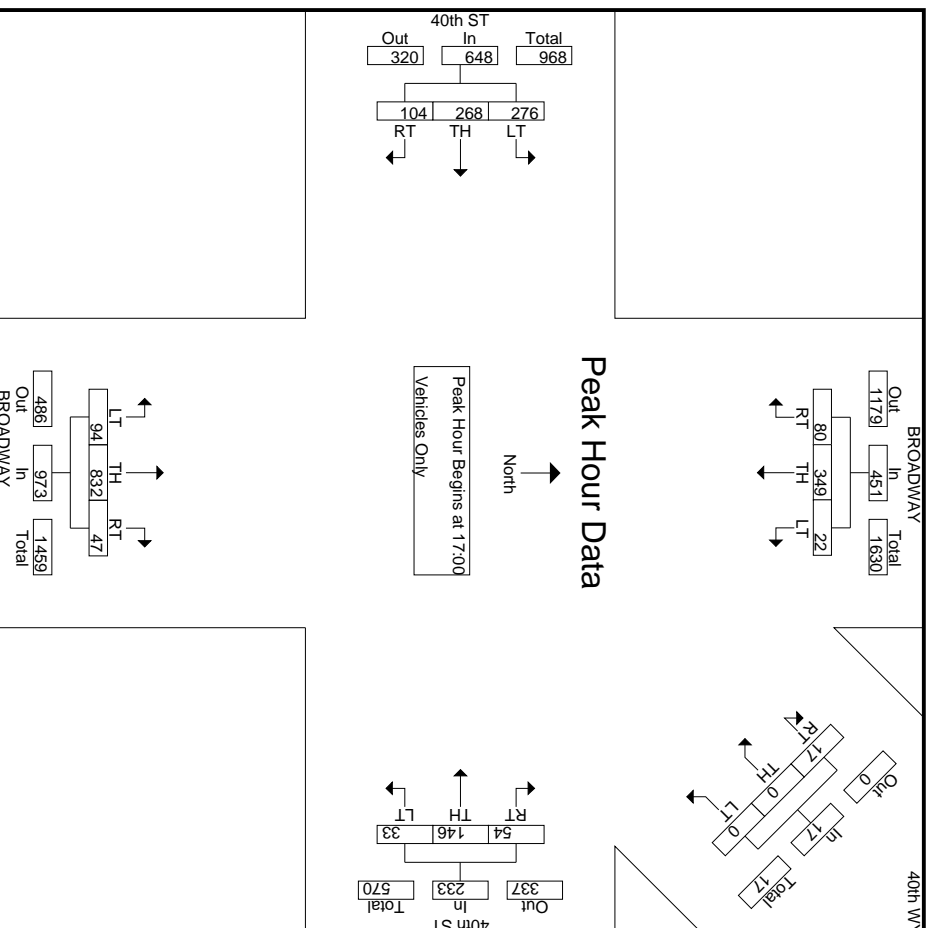 40th ST
Out In Total
320 648 968
104 268 276
RT TH LT
Peak Hour Data
North
Peak Hour Begins at 17:00
Vehicles Only
BROADWAY
Out In Total
1179 451 1630
80 349 22
RT TH LT
LT TH RT
94 832 47
486 973 1459
Out In Total
BROADWAY
40th WY
Out In Total
0 17 17
17 0 0
RT TH LT
LT TH RT
33 146 54
570 233 337
Total In Out
40th ST